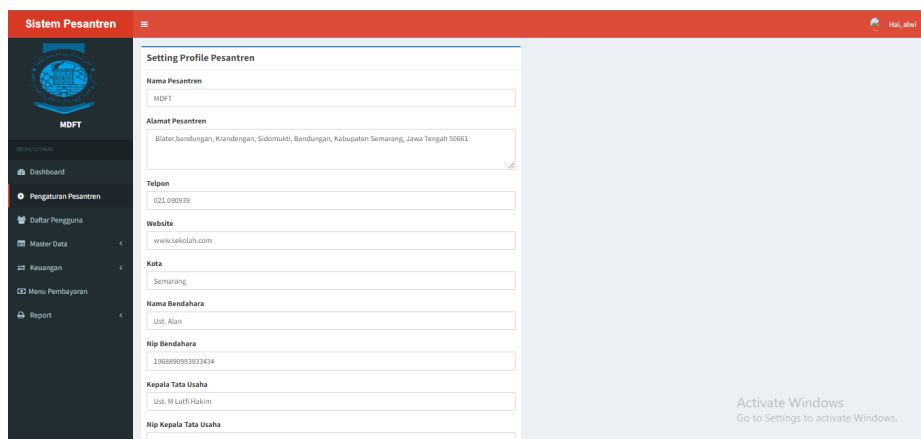 Sistem Pesantren
Hai, alwi
MDFT
MENU UTAMA
Dashboard
Pengaturan Pesantren
Daftar Pengguna
Master Data
Keuangan
Menu Pembayaran
Report
Setting Profile Pesantren
Nama Pesantren
MDFT
Alamat Pesantren
Blater,bandungan, Krandengan, Sidomukti, Bandungan, Kabupaten Semarang, Jawa Tengah 50661
Telpon
021.090939
Website
www.sekolah.com
Kota
Semarang
Nama Bendahara
Ust. Alan
Nip Bendahara
1968890993933434
Kepala Tata Usaha
Ust. M Lutfi Hakim
Nip Kepala Tata Usaha
Activate Windows
Go to Settings to activate Windows.